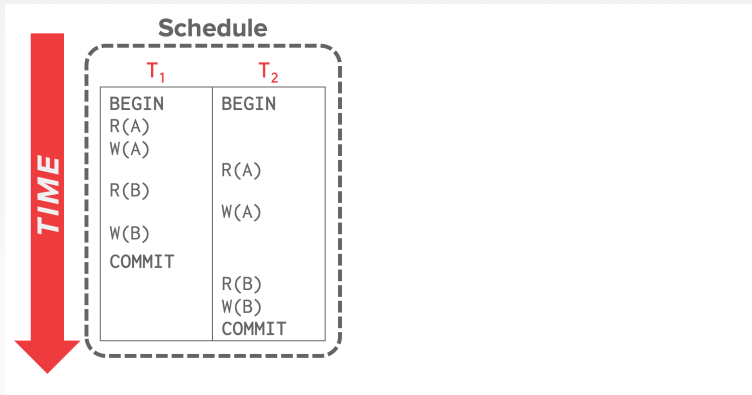 Schedule
TIME
T1 T2
BEGIN BEGIN
R(A)
W(A)
R(A)
R(B)
W(A)
W(B)
COMMIT
R(B)
W(B)
COMMIT